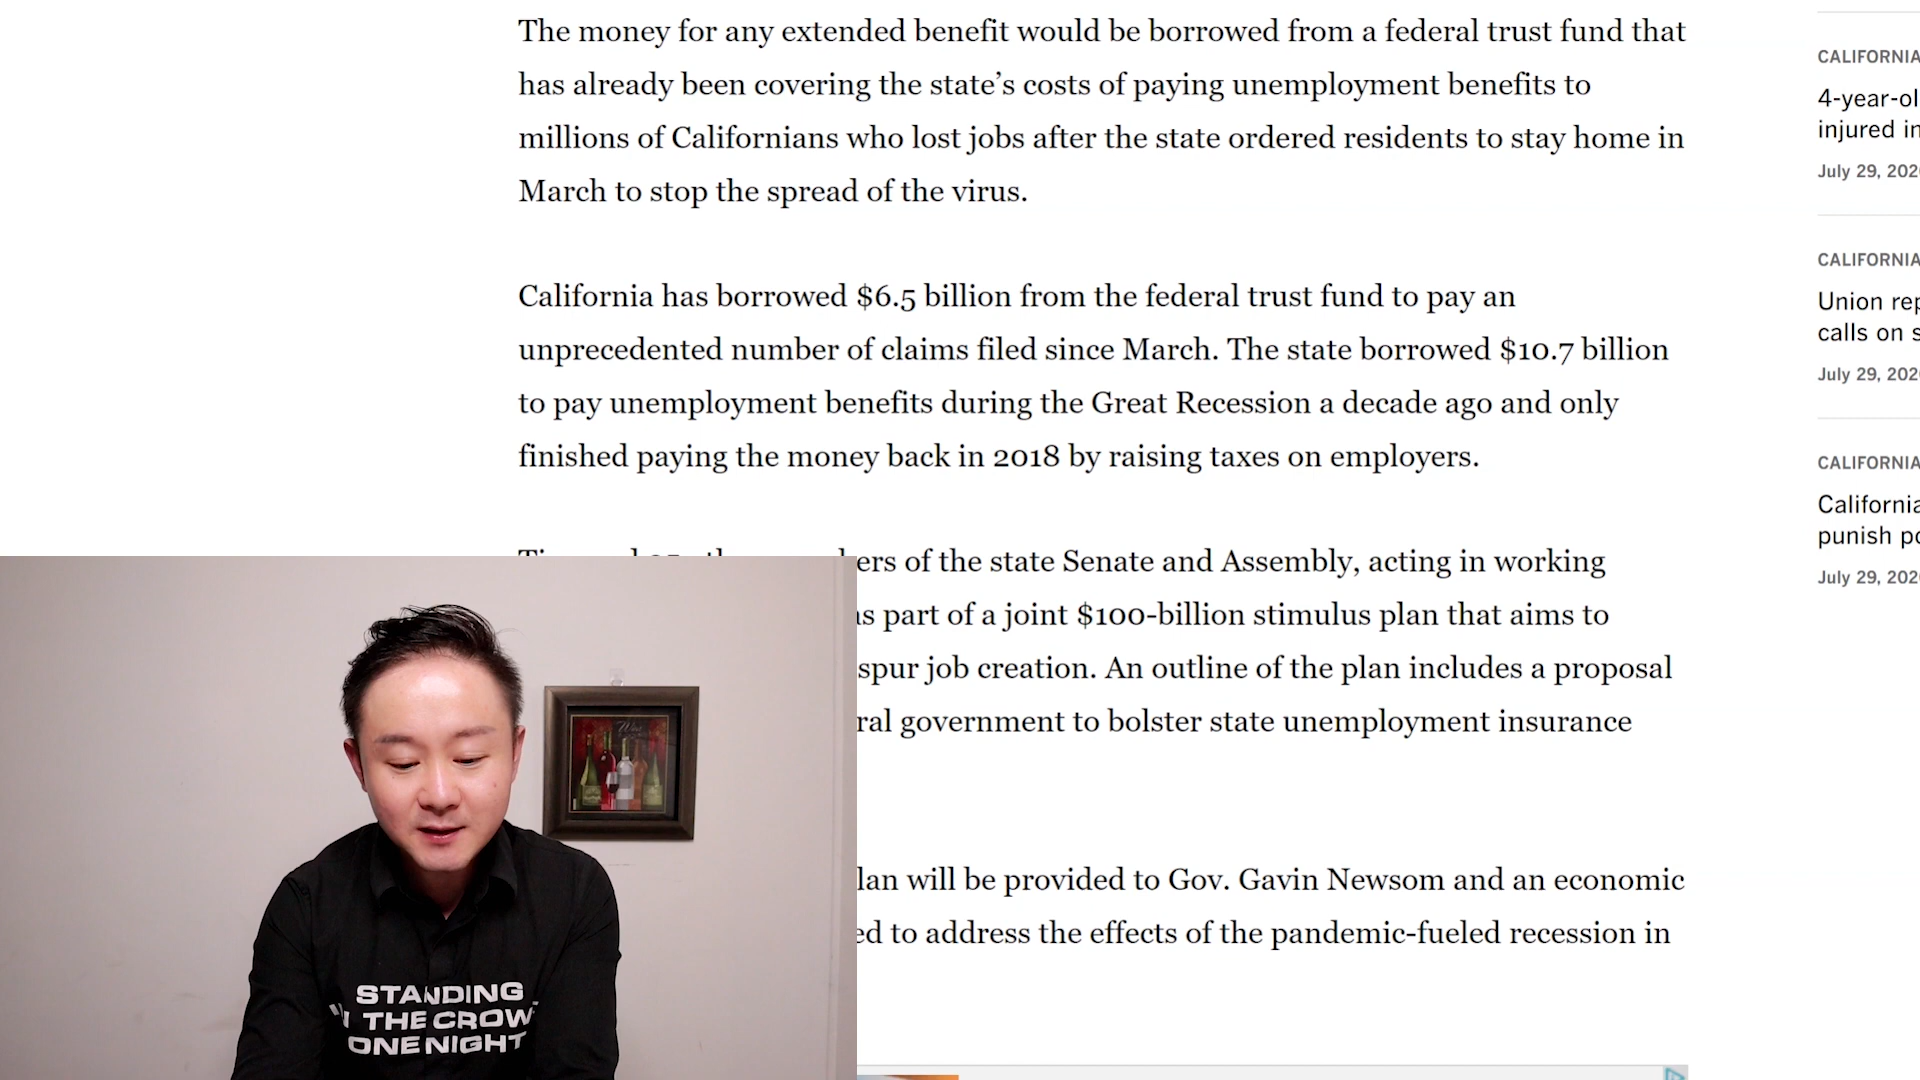 The money for any extended benefit would be borrowed from a federal trust fund that
has already been covering the state’s costs of paying unemployment benefits to
millions of Californians who lost jobs after the state ordered residents to stay home in
March to stop the spread of the virus.
California has borrowed $6.5 billion from the federal trust fund to pay an
unprecedented number of claims filed since March. The state borrowed $10.7 billion
to pay unemployment benefits during the Great Recession a decade ago and only
finished paying the money back in 2018 by raising taxes on employers.
of the state Senate and Assembly, acting in working
part of a joint $100-billion stimulus plan that aims to
spur job creation. An outline of the plan includes a proposal
government to bolster state unemployment insurance
will be provided to Gov. Gavin Newsom and an economic
to address the effects of the pandemic-fueled recession in
CALIFORNIA
4-year-ol
injured in
July 29, 202
CALIFORNIA
Union rep
calls on s
July 29, 202
CALIFORNIA
California
punish po
July 29, 202
STANDING
THE CROW
ONE NIGHT